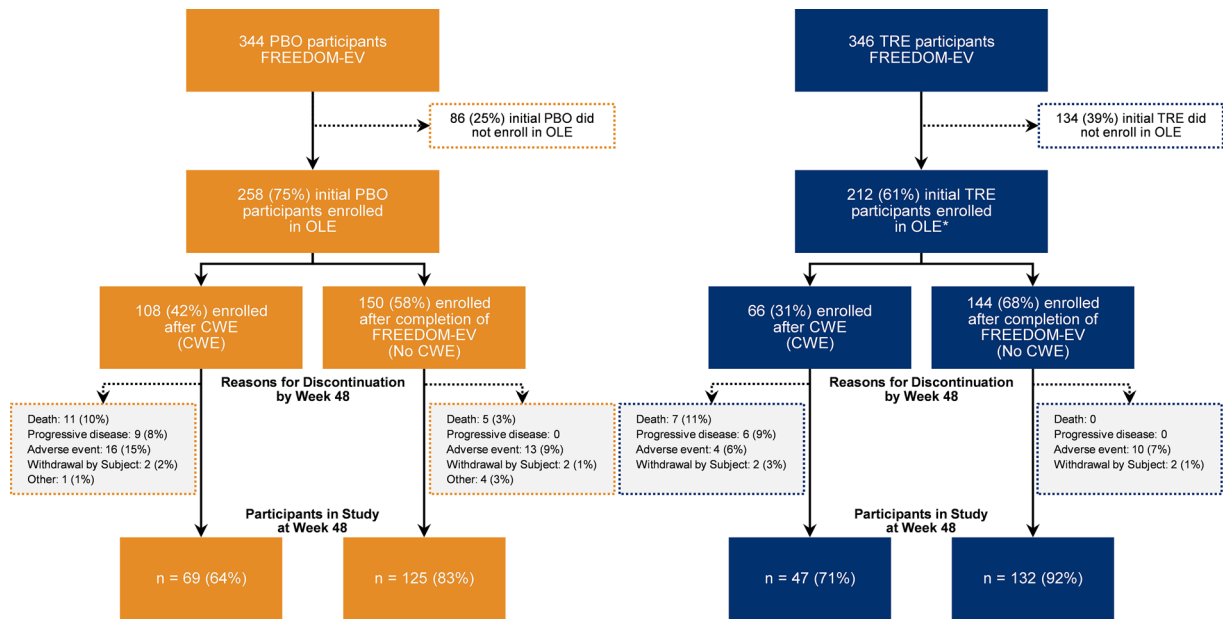 344 PBO participants
FREEDOM-EV
86 (25%) initial PBO did
not enroll in OLE
258 (75%) initial PBO
participants enrolled
in OLE
108 (42%) enrolled
after CWE
(CWE)
150 (58%) enrolled
after completion of
FREEDOM-EV
(No CWE)
Reasons for Discontinuation
by Week 48
Death: 11 (10%)
Progressive disease: 9 (8%)
Adverse event: 16 (15%)
Withdrawal by Subject: 2 (2%)
Other: 1 (1%)
Death: 5 (3%)
Progressive disease: 0
Adverse event: 13 (9%)
Withdrawal by Subject: 2 (1%)
Other: 4 (3%)
Participants in Study
at Week 48
n = 69 (64%)
n = 125 (83%)
346 TRE participants
FREEDOM-EV
134 (39%) initial TRE did
not enroll in OLE
212 (61%) initial TRE
participants enrolled
in OLE*
66 (31%) enrolled
after CWE
(CWE)
144 (68%) enrolled
after completion of
FREEDOM-EV
(No CWE)
Reasons for Discontinuation
by Week 48
Death: 7 (11%)
Progressive disease: 6 (9%)
Adverse event: 4 (6%)
Withdrawal by Subject: 2 (3%)
Death: 0
Progressive disease: 0
Adverse event: 10 (7%)
Withdrawal by Subject: 2 (1%)
Participants in Study
at Week 48
n = 47 (71%)
n = 132 (92%)